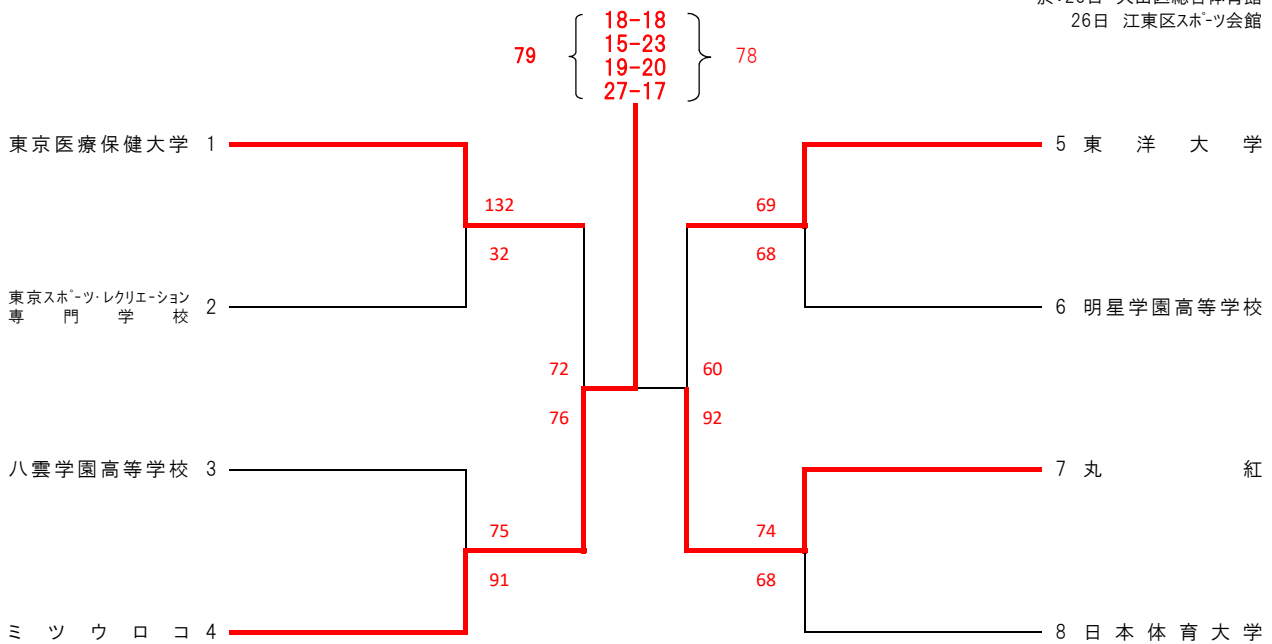 26日 江東区スポーツ会館
18-18
15-23
79 19-20 78
27-17
東京医療保健大学 1
5 東洋大学
132 69
32 68
東京スポーツ・レクリエーション
専門学校 2
6 明星学園高等学校
72 60
76 92
八雲学園高等学校 3
7 丸紅
75 74
91 68
ミツウロコ 4
8 日本体育大学